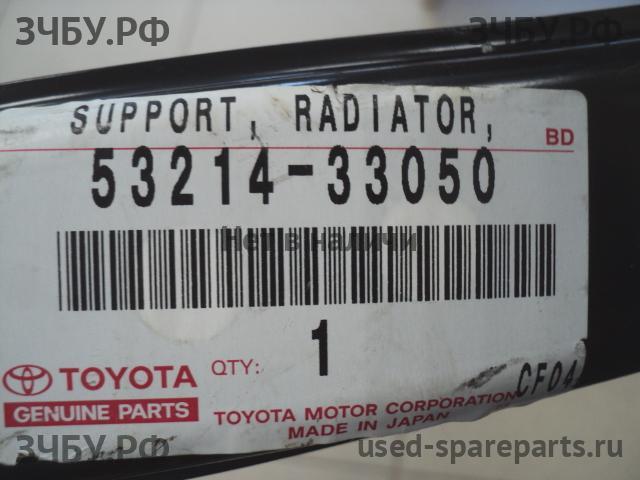 ЗЧБУ.РФ
ЗЧБУ.РФ
SUPPORT, RADIATOR,
BD
53214-33050
Нет в наличии
1
QTY:
TOYOTA
GENUINE PARTS
CF04
TOYOTA MOTOR CORPORATION
MADE IN JAPAN
ЗЧБУ.РФ
used-spareparts.ru